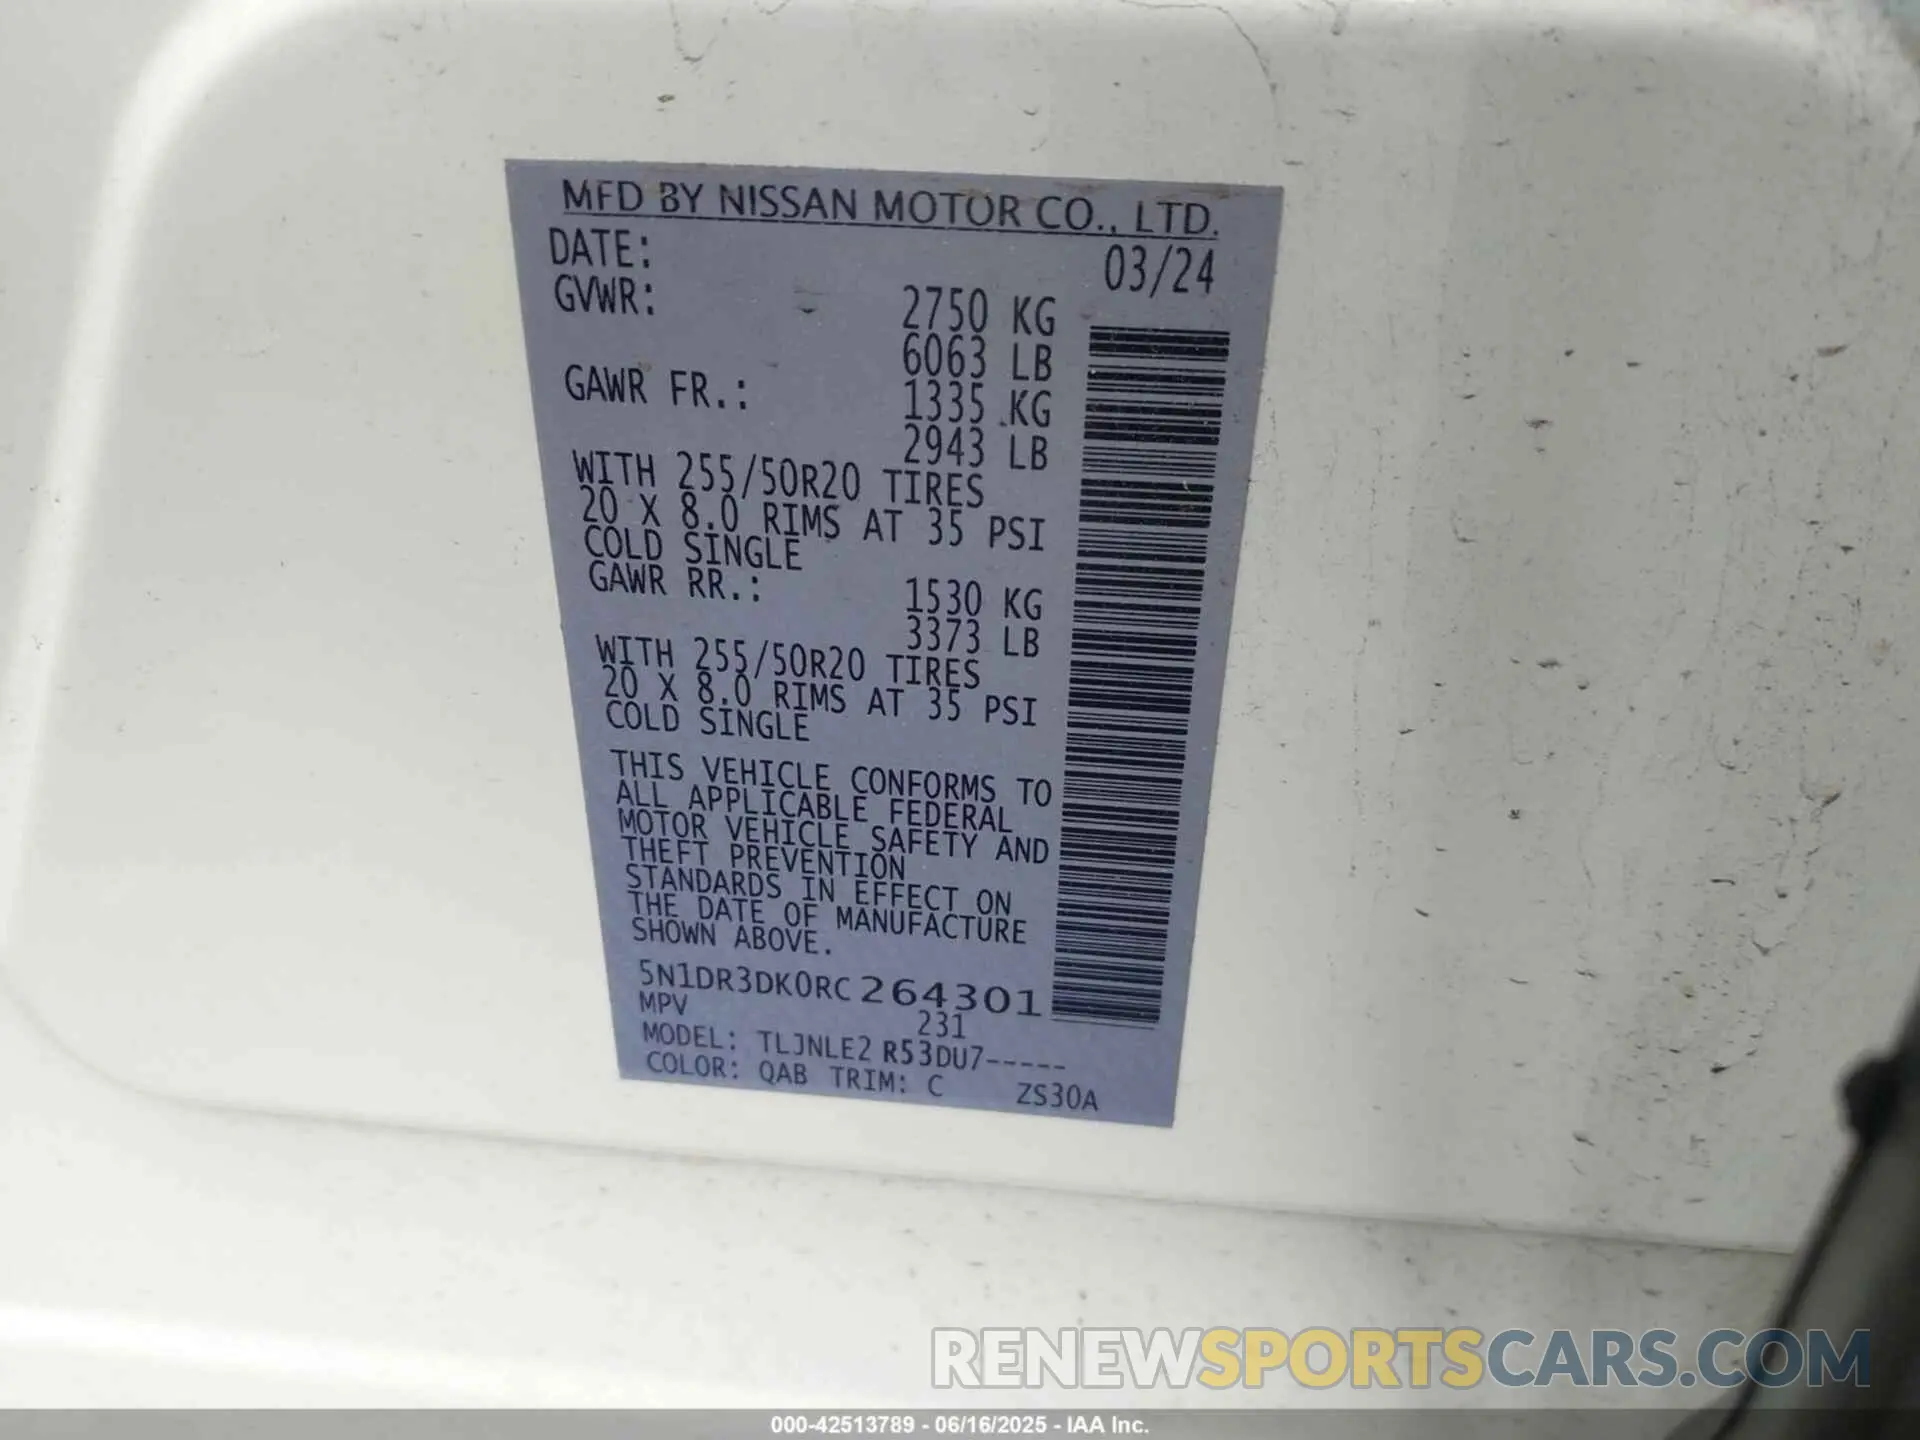 MFD BY NISSAN MOTOR CO., LTD.
DATE: 03/24
GVWR: 2750 KG
6063 LB
GAWR FR.: 1335 KG
2943 LB
WITH 255/50R20 TIRES
20 X 8.0 RIMS AT 35 PSI
COLD SINGLE
GAWR RR.: 1530 KG
3373 LB
WITH 255/50R20 TIRES
20 X 8.0 RIMS AT 35 PSI
COLD SINGLE
THIS VEHICLE CONFORMS TO
ALL APPLICABLE FEDERAL
MOTOR VEHICLE SAFETY AND
THEFT PREVENTION
STANDARDS IN EFFECT ON
THE DATE OF MANUFACTURE
SHOWN ABOVE.
5N1DR3DK0RC264301
MPV 231
MODEL: TLJNLE2 R53DU7-----
COLOR: QAB TRIM: C ZS30A
RENEWSPORTSCARS.COM
000-42513789 - 06/16/2025 - IAA Inc.